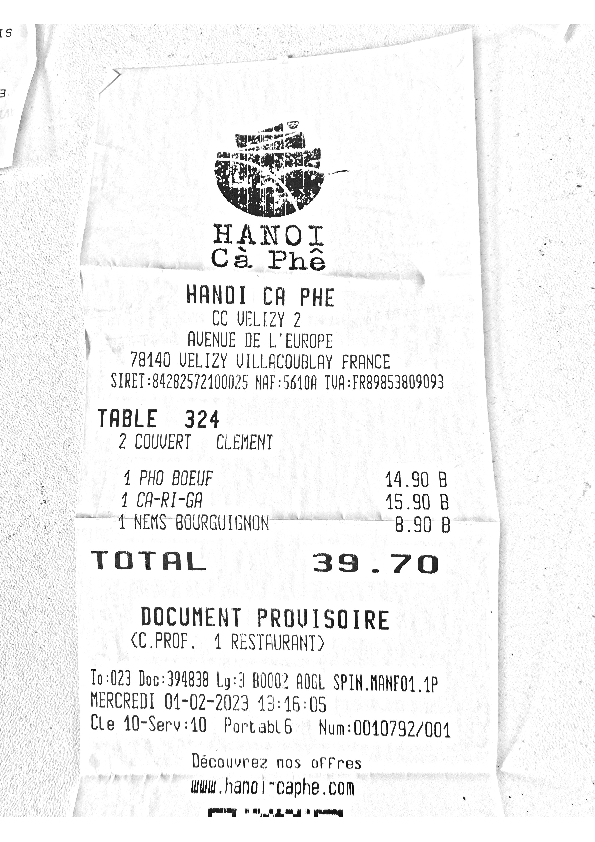 HANOI
Cà Phê
HANOI CA PHE
CC VELIZY 2
AVENUE DE L'EUROPE
78140 VELIZY VILLACOUBLAY FRANCE
SIRET:84282572100025 NAF:5610A TVA:FR89853809093
TABLE 324
2 COUVERT CLEMENT
1 PHO BOEUF 14.90 B
1 CA-RI-GA 15.90 B
1 NEMS BOURGUIGNON 8.90 B
TOTAL 39.70
DOCUMENT PROVISOIRE
(C.PROF. 1 RESTAURANT)
To:023 Doc:394838 Lg:3 B0002 AOGL SPIN.MANF01.1P
MERCREDI 01-02-2023 13:16:05
Cle 10-Serv:10 Portabl6 Num:0010792/001
Découvrez nos offres
www.hanoi-caphe.com